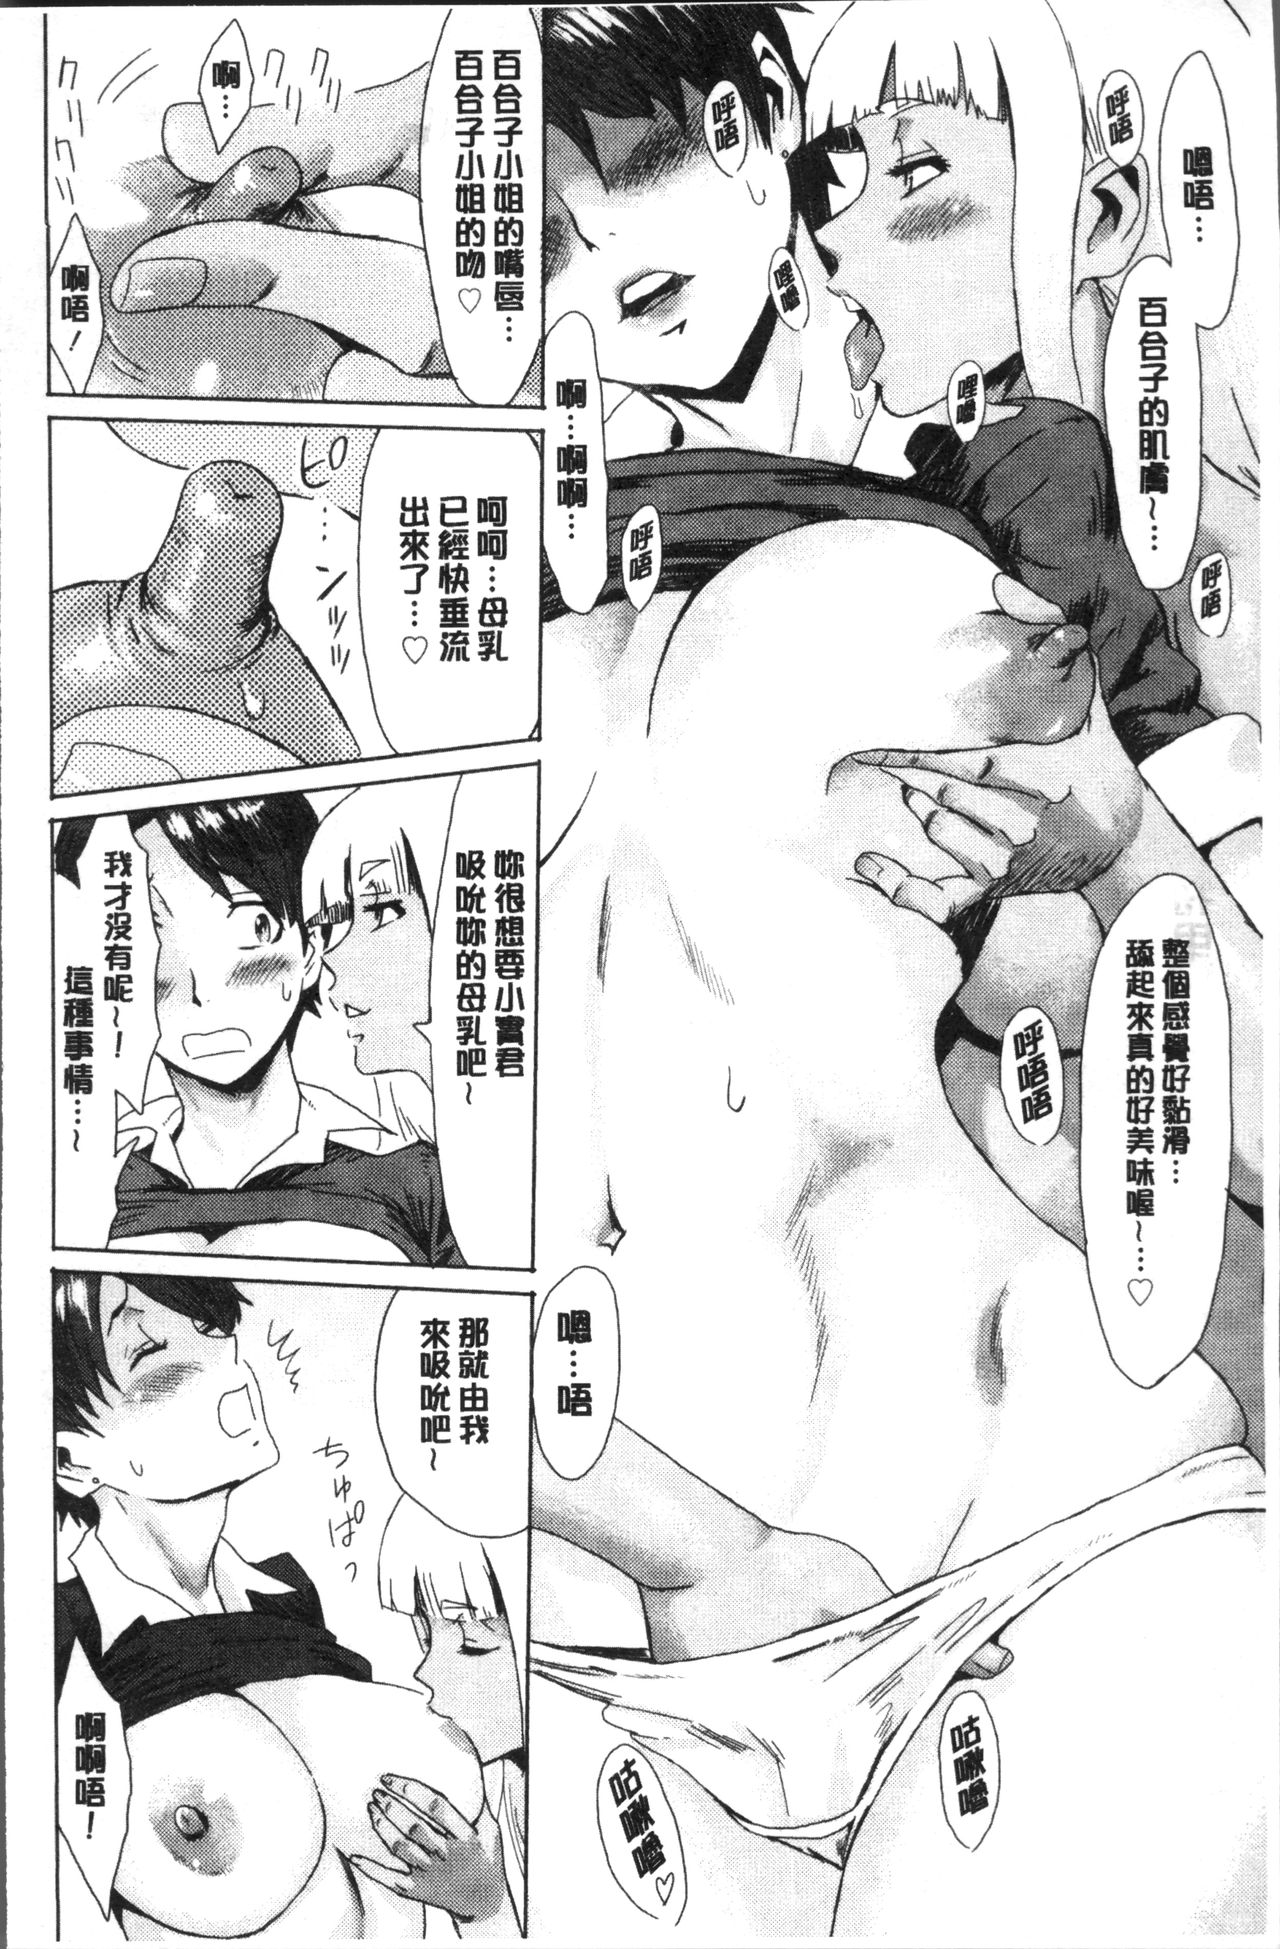 嗯唔…
百合子的肌膚～…
呼唔
呼唔
呼唔
哩嚕
哩嚕
啊…啊啊…
呼唔
整個感覺好黏滑…
舔起來真的好美味喔～…♡
呼唔唔
嗯…唔
咕啾嚕
咕啾嚕♡
百合子小姐的嘴唇…
百合子小姐的吻♡
啊…
啊唔！
呵呵…母乳
已經快垂流
出來了…♡
ピ
妳很想要小實君
吸吮妳的母乳吧～
我才沒有呢～！
這種事情…～
那就由我
來吸吮吧～
ちゅぱっ
啊啊唔！